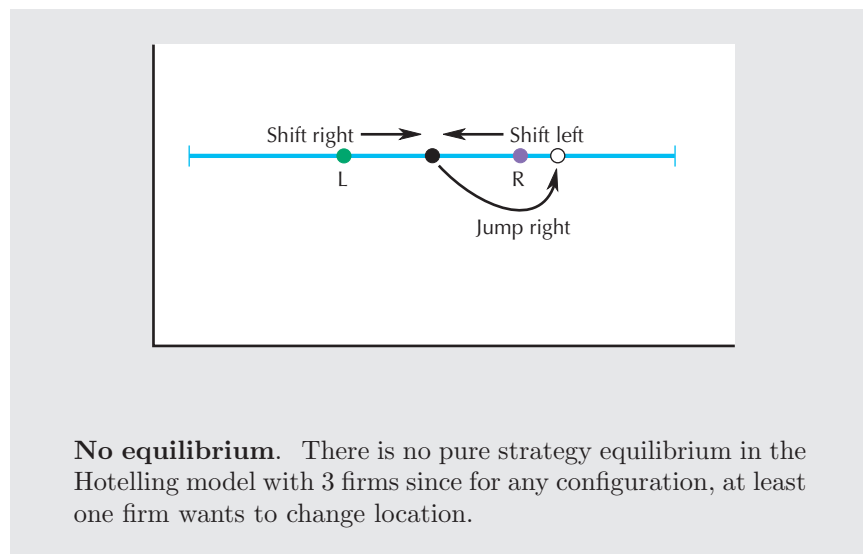 Shift right
Shift left
L
R
Jump right
No equilibrium. There is no pure strategy equilibrium in the
Hotelling model with 3 firms since for any configuration, at least
one firm wants to change location.